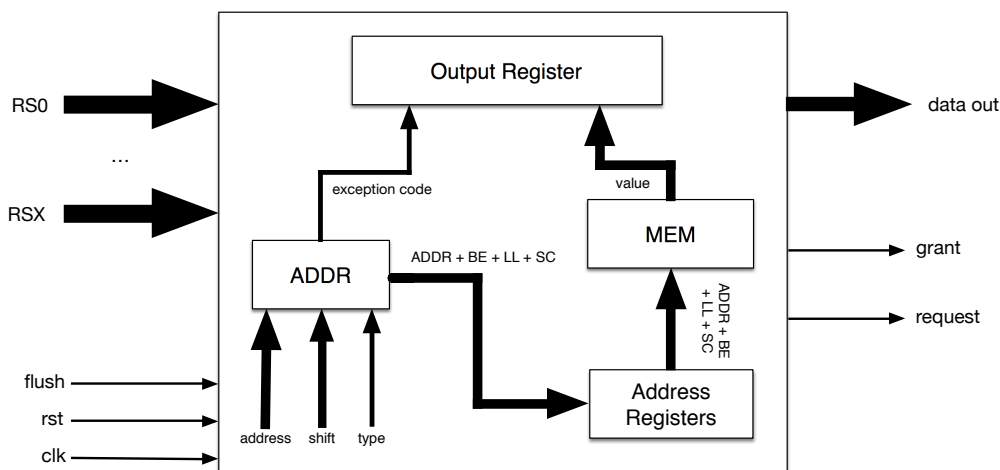 Output Register
RS0
data out
...
exception code
value
RSX
MEM
grant
ADDR + BE + LL + SC
ADDR
ADDR + BE
+ LL + SC
request
Address
Registers
flush
rst
clk
address
shift
type